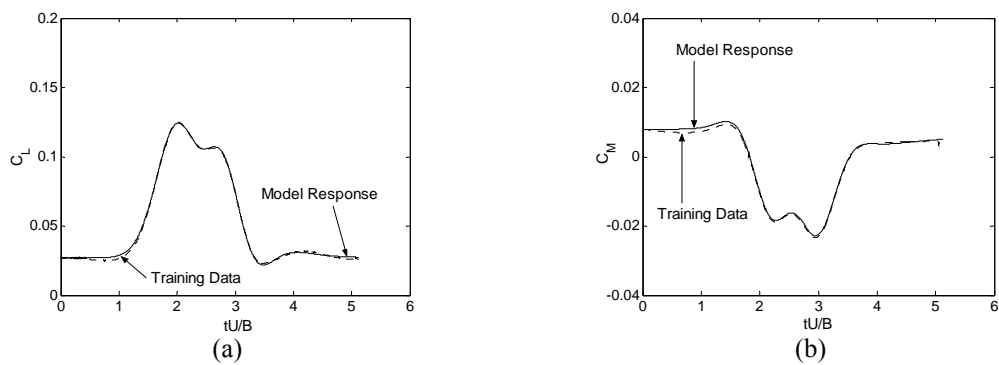 0.2
0.15
0.1
0.05
0
C_L
Model Response
Training Data
0 1 2 3 4 5 6
tU/B
(a)
0.04
0.02
0
-0.02
-0.04
C_M
Model Response
Training Data
0 1 2 3 4 5 6
tU/B
(b)